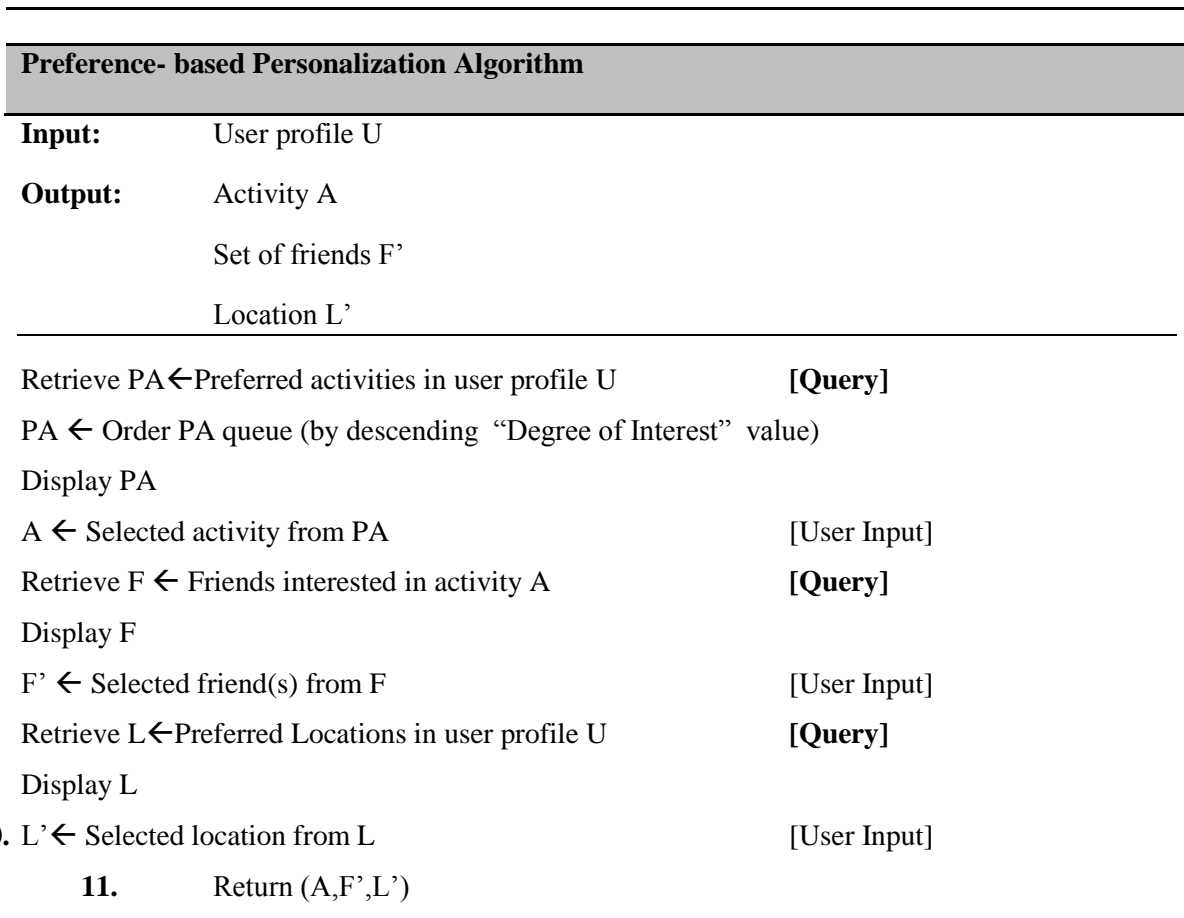 Preference- based Personalization Algorithm
Input: User profile U
Output: Activity A
Set of friends F’
Location L’
Retrieve PA←Preferred activities in user profile U [Query]
PA ← Order PA queue (by descending “Degree of Interest” value)
Display PA
A ← Selected activity from PA [User Input]
Retrieve F ← Friends interested in activity A [Query]
Display F
F’ ← Selected friend(s) from F [User Input]
Retrieve L←Preferred Locations in user profile U [Query]
Display L
. L’← Selected location from L [User Input]
11. Return (A,F’,L’)